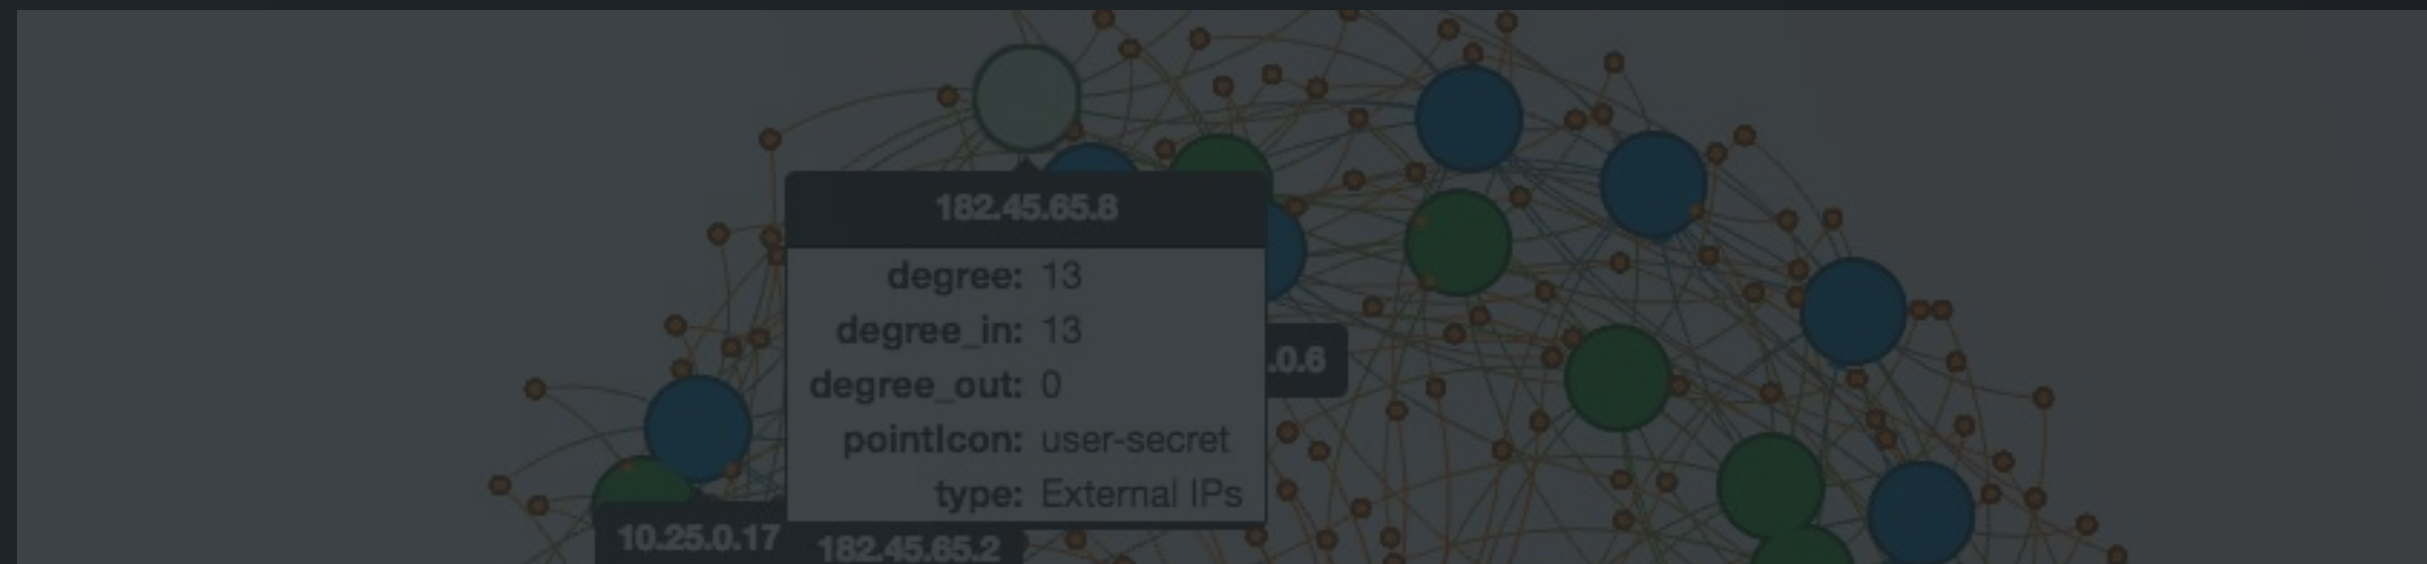 182.45.65.8
degree: 13
degree_in: 13
.0.6
degree_out: 0
pointIcon: user-secret
type: External IPs
10.25.0.17
182.45.65.2